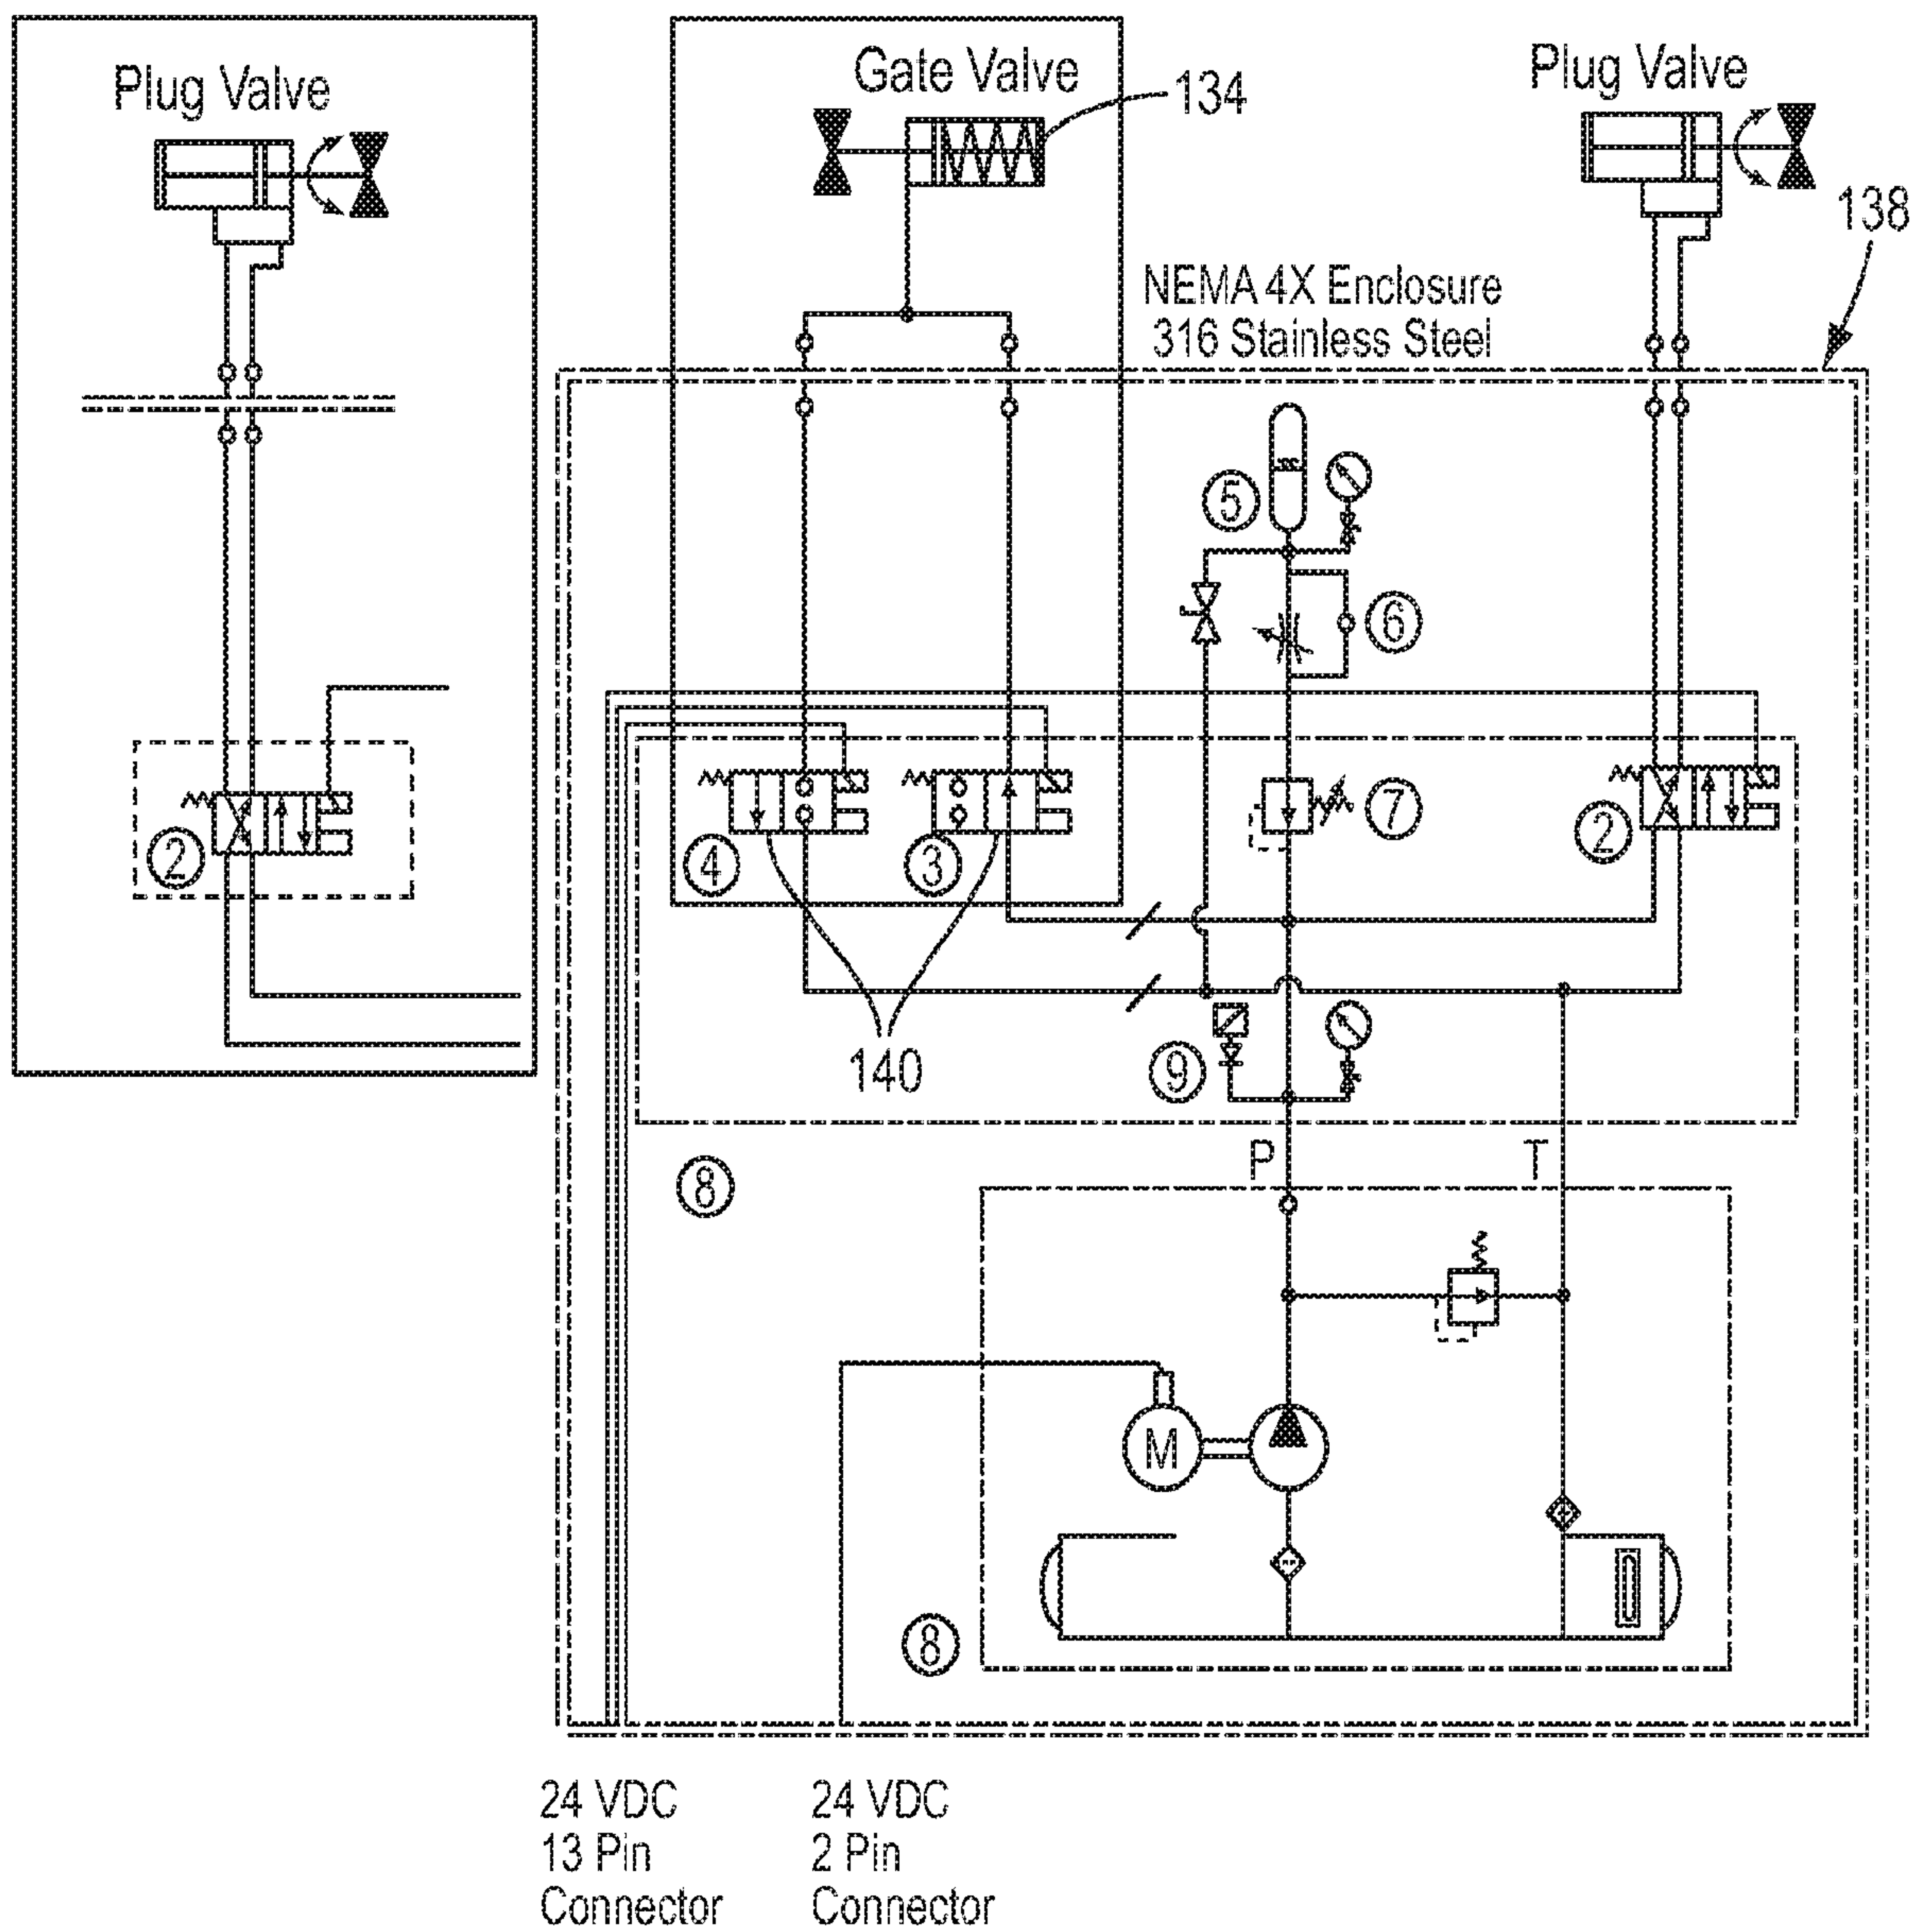 Plug Valve
Gate Valve
134
Plug Valve
138
NEMA 4X Enclosure
316 Stainless Steel
5
6
7
2
4
3
2
140
9
P
T
8
M
8
24 VDC
13 Pin
Connector
24 VDC
2 Pin
Connector